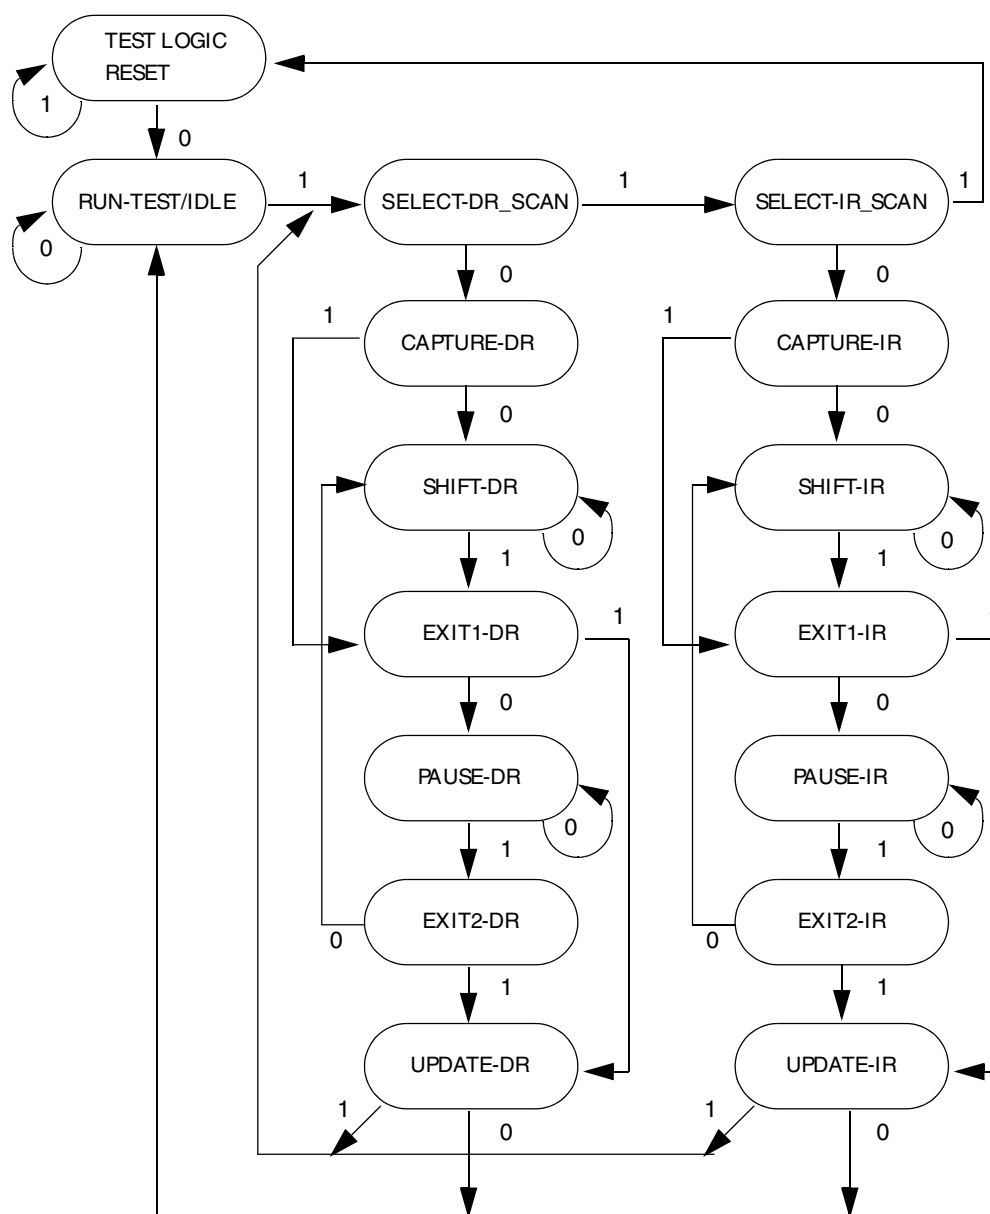 TEST LOGIC
RESET
1
0
RUN-TEST/IDLE
1
SELECT-DR_SCAN
1
SELECT-IR_SCAN
1
0
0
0
1
CAPTURE-DR
1
CAPTURE-IR
0
0
SHIFT-DR
0
SHIFT-IR
0
1
1
EXIT1-DR
1
EXIT1-IR
0
0
PAUSE-DR
0
PAUSE-IR
0
1
1
EXIT2-DR
0
EXIT2-IR
0
1
1
UPDATE-DR
UPDATE-IR
1
0
1
0